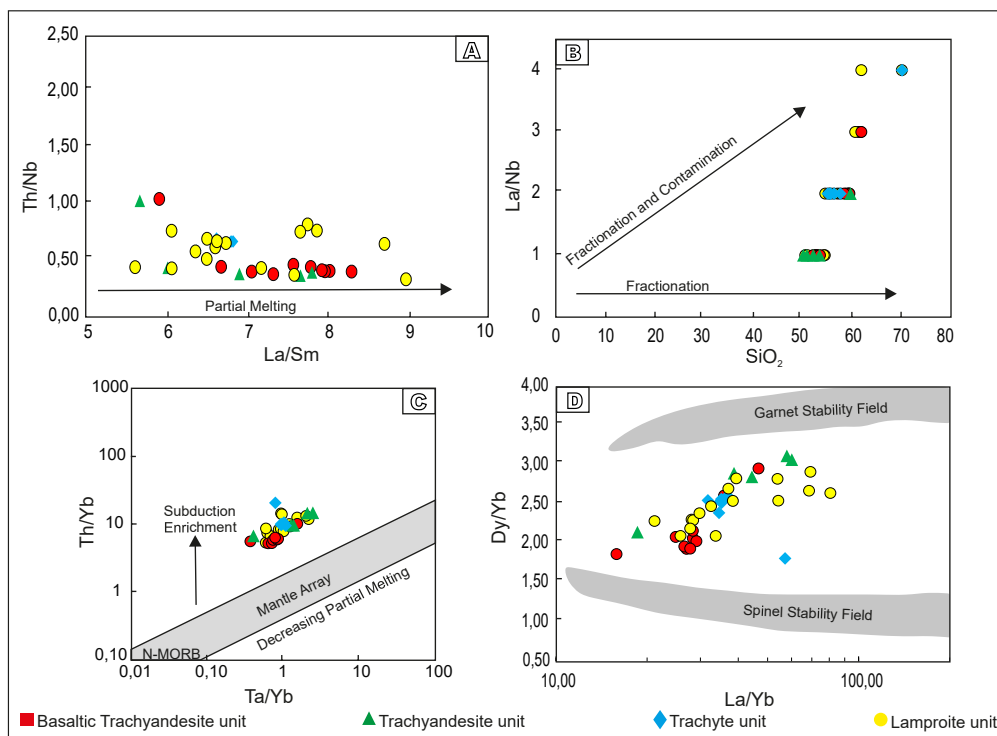 A
2,50
2,00
1,50
1,00
0,50
0,00
Th/Nb
Partial Melting
5
6
7
8
9
10
La/Sm
B
4
3
2
1
0
La/Nb
Fractionation and Contamination
Fractionation
0
10
20
30
40
50
60
70
80
SiO₂
C
1000
100
10
1
0,10
Th/Yb
Subduction
Enrichment
Mantle Array
Decreasing Partial Melting
N-MORB
0,01
0,10
1
10
100
Ta/Yb
D
4,00
3,50
3,00
2,50
2,00
1,50
1,00
0,50
Dy/Yb
Garnet Stability Field
Spinel Stability Field
10,00
100,00
La/Yb
Basaltic Trachyandesite unit
Trachyandesite unit
Trachyte unit
Lamproite unit